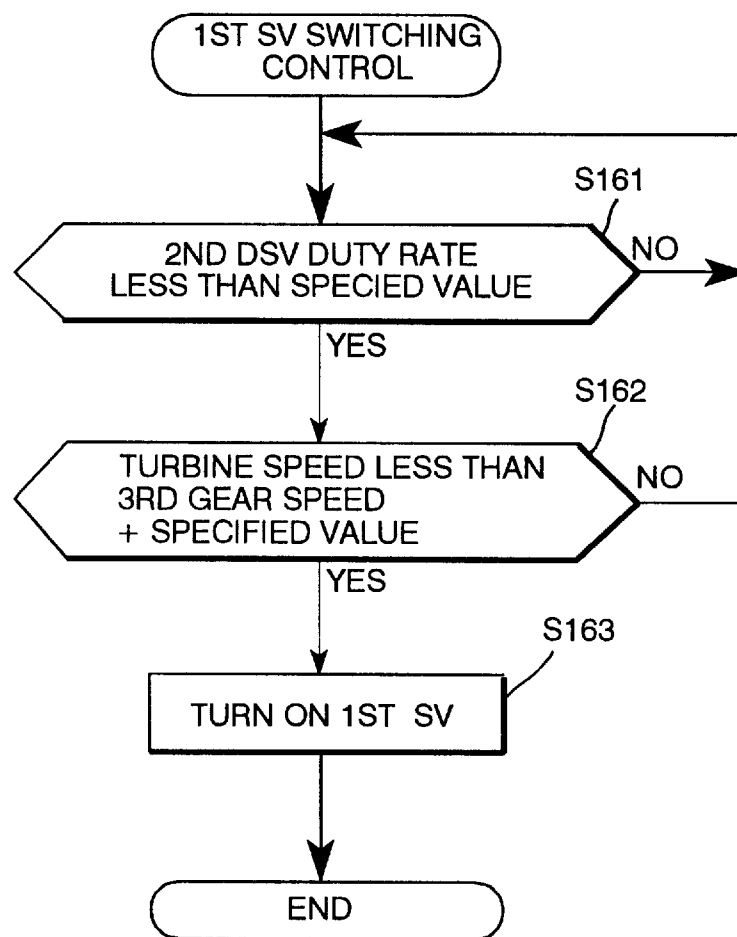 1ST SV SWITCHING
CONTROL
S161
2ND DSV DUTY RATE
LESS THAN SPECIED VALUE
NO
YES
S162
TURBINE SPEED LESS THAN
3RD GEAR SPEED
+ SPECIFIED VALUE
NO
YES
S163
TURN ON 1ST SV
END